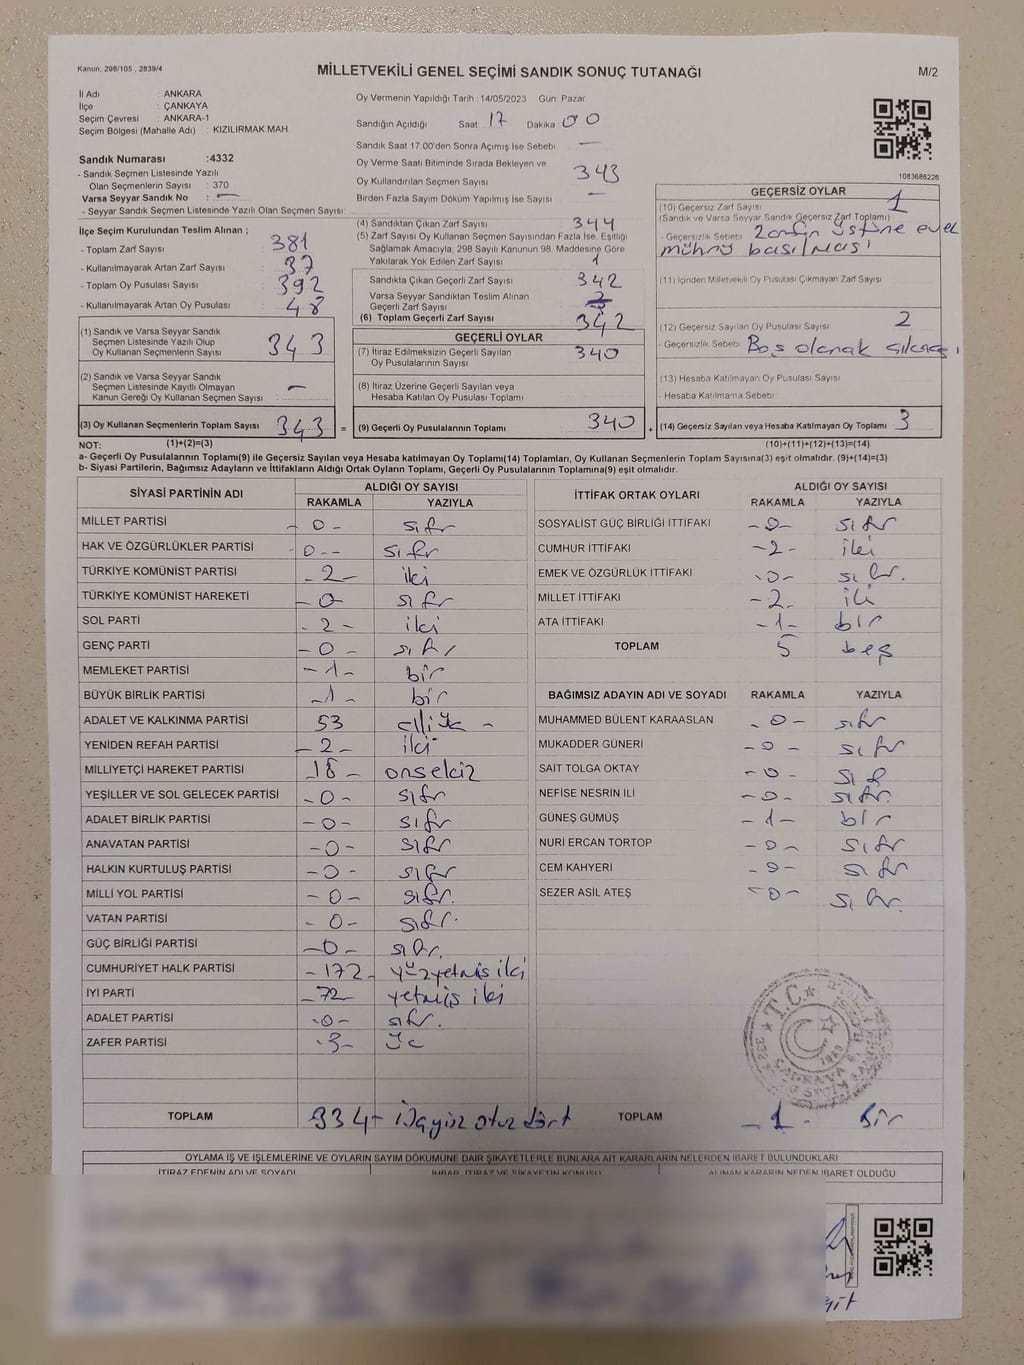 Kanun: 298/105 , 2839/4
MİLLETVEKİLİ GENEL SEÇİMİ SANDIK SONUÇ TUTANAĞI
M/2
İl Adı : ANKARA
İlçe : ÇANKAYA
Seçim Çevresi : ANKARA-1
Seçim Bölgesi (Mahalle Adı) : KIZILIRMAK MAH.
Sandık Numarası :4332
- Sandık Seçmen Listesinde Yazılı
Olan Seçmenlerin Sayısı : 370
Varsa Seyyar Sandık No : —
- Seyyar Sandık Seçmen Listesinde Yazılı Olan Seçmen Sayısı:
İlçe Seçim Kurulundan Teslim Alınan ;
- Toplam Zarf Sayısı : 381
- Kullanılmayarak Artan Zarf Sayısı : 37
- Toplam Oy Pusulası Sayısı : 392
- Kullanılmayarak Artan Oy Pusulası : 48
(1) Sandık ve Varsa Seyyar Sandık
Seçmen Listesinde Yazılı Olup
Oy Kullanan Seçmenlerin Sayısı : 343
(2) Sandık ve Varsa Seyyar Sandık
Seçmen Listesinde Kayıtlı Olmayan
Kanun Gereği Oy Kullanan Seçmen Sayısı : —
(3) Oy Kullanan Seçmenlerin Toplam Sayısı : 343 =
Oy Vermenin Yapıldığı Tarih : 14/05/2023 Gün: Pazar
Sandığın Açıldığı Saat: 17 Dakika: 00
Sandık Saat 17.00'den Sonra Açımış İse Sebebi : —
Oy Verme Saati Bitiminde Sırada Bekleyen ve
Oy Kullandırılan Seçmen Sayısı : 343
Birden Fazla Sayım Döküm Yapılmış İse Sayısı : —
(4) Sandıktan Çıkan Zarf Sayısı : 344
(5) Zarf Sayısı Oy Kullanan Seçmen Sayısından Fazla İse, Eşitliği
Sağlamak Amacıyla, 298 Sayılı Kanunun 98. Maddesine Göre
Yakılarak Yok Edilen Zarf Sayısı : 1
Sandıkta Çıkan Geçerli Zarf Sayısı : 342
Varsa Seyyar Sandıktan Teslim Alınan
Geçerli Zarf Sayısı
(6) Toplam Geçerli Zarf Sayısı : 342
GEÇERLİ OYLAR
(7) İtiraz Edilmeksizin Geçerli Sayılan
Oy Pusulalarının Sayısı : 340
(8) İtiraz Üzerine Geçerli Sayılan veya
Hesaba Katılan Oy Pusulası Toplamı
(9) Geçerli Oy Pusulalarının Toplamı : 340 +
1083686226
GEÇERSİZ OYLAR
(10) Geçersiz Zarf Sayısı : 1
(Sandık ve Varsa Seyyar Sandık Geçersiz Zarf Toplamı)
- Geçersizlik Sebebi : Zarfın üstüne evet
mührü basılması
(11) İçinden Milletvekili Oy Pusulası Çıkmayan Zarf Sayısı
(12) Geçersiz Sayılan Oy Pusulası Sayısı : 2
- Geçersizlik Sebebi : Boş olarak çıkması
(13) Hesaba Katılmayan Oy Pusulası Sayısı :
- Hesaba Katılmama Sebebi
(14) Geçersiz Sayılan veya Hesaba Katılmayan Oy Toplamı : 3
NOT: (1)+(2)=(3) (10)+(11)+(12)+(13)=(14)
a- Geçerli Oy Pusulalarının Toplamı(9) ile Geçersiz Sayılan veya Hesaba katılmayan Oy Pusulası Toplamı(14) Toplamları, Oy Kullanan Seçmenlerin Toplam Sayısına(3) eşit olmalıdır. (9)+(14)=(3)
b- Siyasi Partilerin, Bağımsız Adayların ve İttifakların Aldığı Ortak Oyların Toplamı, Geçerli Oy Pusulalarının Toplamına(9) eşit olmalıdır.
SİYASİ PARTİNİN ADI ALDIĞI OY SAYISI
RAKAMLA YAZIYLA
MİLLET PARTİSİ -0- sıfır
HAK VE ÖZGÜRLÜKLER PARTİSİ -0- sıfır
TÜRKİYE KOMÜNİST PARTİSİ -2- iki
TÜRKİYE KOMÜNİST HAREKETİ -0- sıfır
SOL PARTİ -2- iki
GENÇ PARTİ -0- sıfır
MEMLEKET PARTİSİ -1- bir
BÜYÜK BİRLİK PARTİSİ -1- bir
ADALET VE KALKINMA PARTİSİ 53 elliüç -
YENİDEN REFAH PARTİSİ -2- iki
MİLLİYETÇİ HAREKET PARTİSİ -18- onsekiz
YEŞİLLER VE SOL GELECEK PARTİSİ -0- sıfır
ADALET BİRLİK PARTİSİ -0- sıfır
ANAVATAN PARTİSİ -0- sıfır
HALKIN KURTULUŞ PARTİSİ -0- sıfır
MİLLİ YOL PARTİSİ -0- sıfır.
VATAN PARTİSİ -0- sıfır.
GÜÇ BİRLİĞİ PARTİSİ -0- sıfır.
CUMHURİYET HALK PARTİSİ -172- yüzyetmiş iki
İYİ PARTİ -72- yetmiş iki
ADALET PARTİSİ -0- sıfır.
ZAFER PARTİSİ -3- üç
TOPLAM 334-
İTTİFAK ORTAK OYLARI ALDIĞI OY SAYISI
RAKAMLA YAZIYLA
SOSYALİST GÜÇ BİRLİĞİ İTTİFAKI -0- sıfır
CUMHUR İTTİFAKI -2- iki
EMEK VE ÖZGÜRLÜK İTTİFAKI -0- sıfır.
MİLLET İTTİFAKI -2- iki
ATA İTTİFAKI -1- bir
TOPLAM 5 beş
BAĞIMSIZ ADAYIN ADI VE SOYADI RAKAMLA YAZIYLA
MUHAMMED BÜLENT KARAASLAN -0- sıfır
MUKADDER GÜNERİ -0- sıfır
SAİT TOLGA OKTAY -0- sıfır
NEFİSE NESRİN İLİ -0- sıfır.
GÜNEŞ GÜMÜŞ -1- bir
NURİ ERCAN TORTOP -0- sıfır
CEM KAHYERİ -0- sıfır
SEZER ASİL ATEŞ -0- sıfır.
TOPLAM -1- Bir
T.C.
OYLAMA İŞ VE İŞLEMLERİNE VE OYLARIN SAYIM DÖKÜMÜNE DAİR ŞİKAYETLERLE BUNLARA AİT KARARLARIN NELERDEN İBARET BULUNDUKLARI
İTİRAZ EDENİN ADI VE SOYADI İHBAR, İTİRAZ VE ŞİKAYETİN KONUSU ALINAN KARARIN NEDEN İBARET OLDUĞU